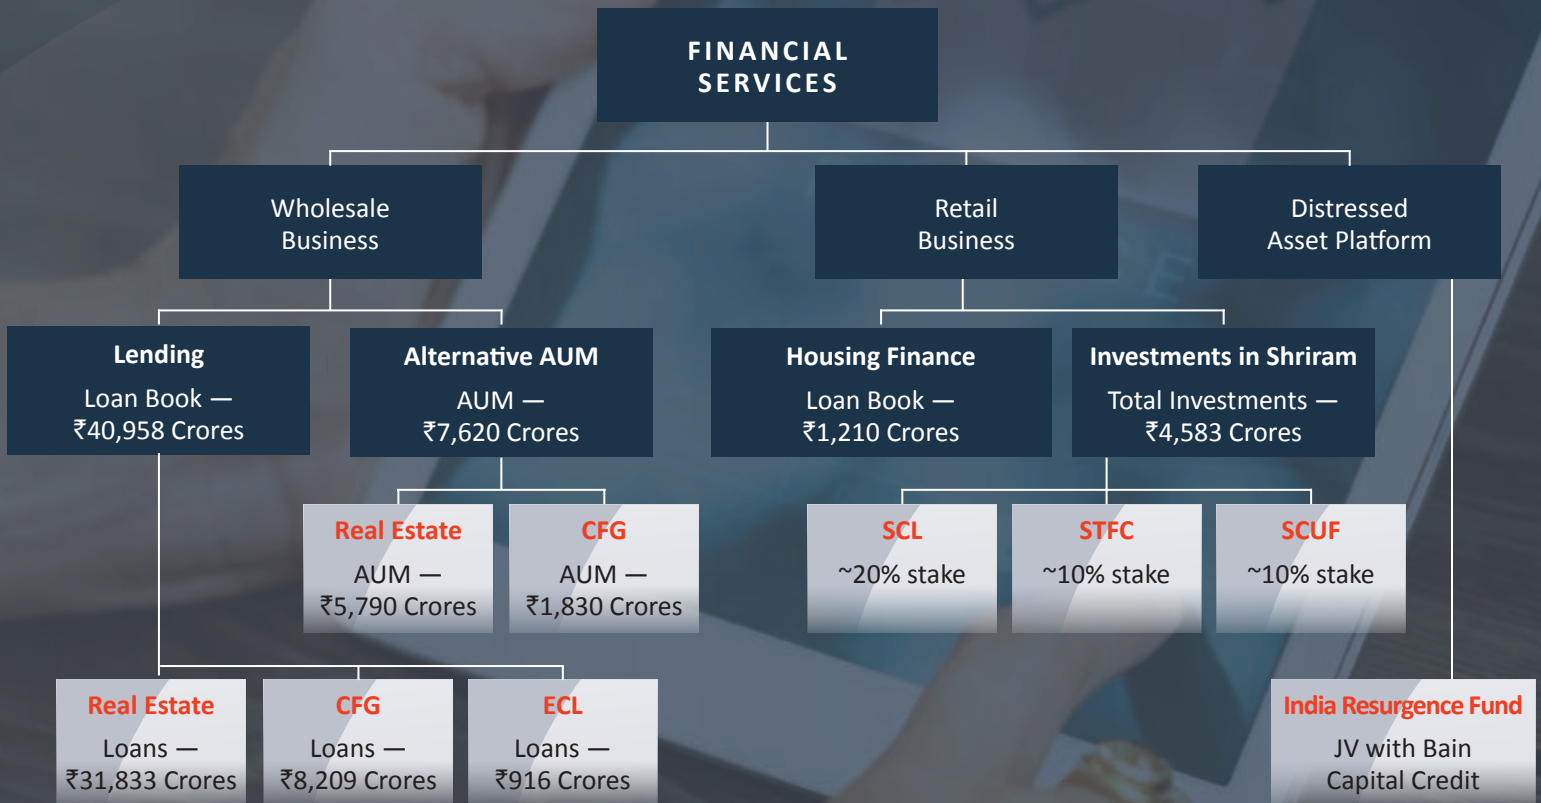 FINANCIAL
SERVICES
Wholesale
Business
Retail
Business
Distressed
Asset Platform
Lending
Loan Book —
₹40,958 Crores
Alternative AUM
AUM —
₹7,620 Crores
Housing Finance
Loan Book —
₹1,210 Crores
Investments in Shriram
Total Investments —
₹4,583 Crores
Real Estate
AUM —
₹5,790 Crores
CFG
AUM —
₹1,830 Crores
SCL
~20% stake
STFC
~10% stake
SCUF
~10% stake
Real Estate
Loans —
₹31,833 Crores
CFG
Loans —
₹8,209 Crores
ECL
Loans —
₹916 Crores
India Resurgence Fund
JV with Bain
Capital Credit